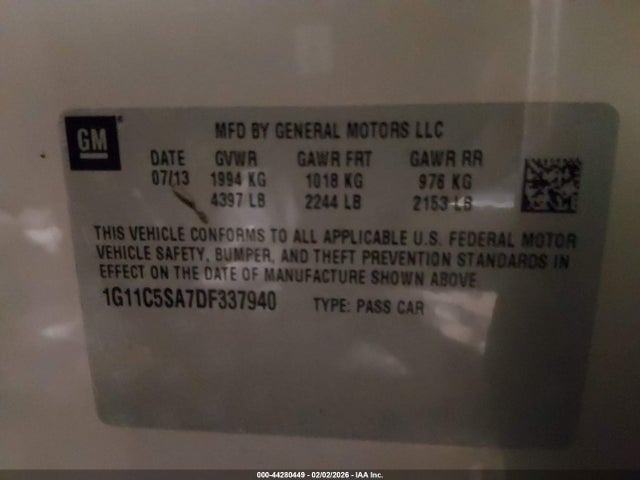 GM
MFD BY GENERAL MOTORS LLC
DATE GVWR GAWR FRT GAWR RR
07/13 1994 KG 1018 KG 976 KG
4397 LB 2244 LB 2153 LB
THIS VEHICLE CONFORMS TO ALL APPLICABLE U.S. FEDERAL MOTOR
VEHICLE SAFETY, BUMPER, AND THEFT PREVENTION STANDARDS IN
EFFECT ON THE DATE OF MANUFACTURE SHOWN ABOVE.
1G11C5SA7DF337940 TYPE: PASS CAR
000-44280449 - 02/02/2026 - IAA Inc.